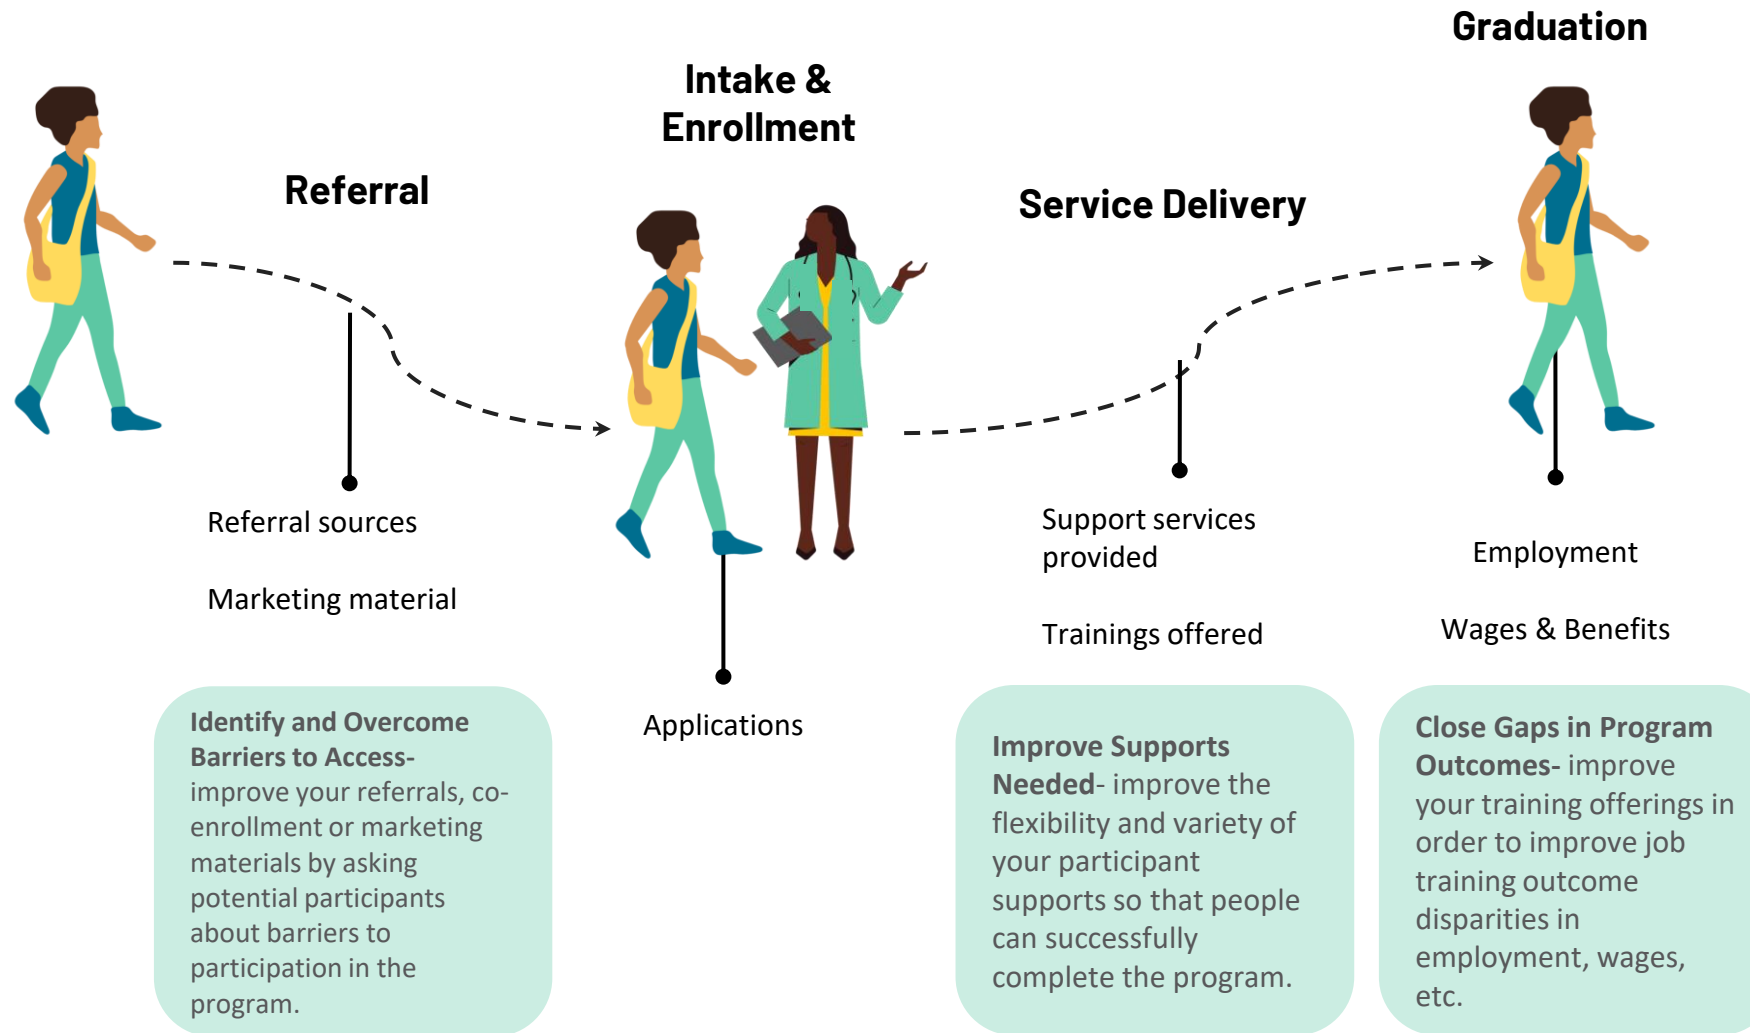 Referral
Referral sources
Marketing material
Identify and Overcome
Barriers to Access-
improve your referrals, co-
enrollment or marketing
materials by asking
potential participants
about barriers to
participation in the
program.
Intake &
Enrollment
Applications
Service Delivery
Support services
provided
Trainings offered
Improve Supports
Needed- improve the
flexibility and variety of
your participant
supports so that people
can successfully
complete the program.
Graduation
Employment
Wages & Benefits
Close Gaps in Program
Outcomes- improve
your training offerings in
order to improve job
training outcome
disparities in
employment, wages,
etc.